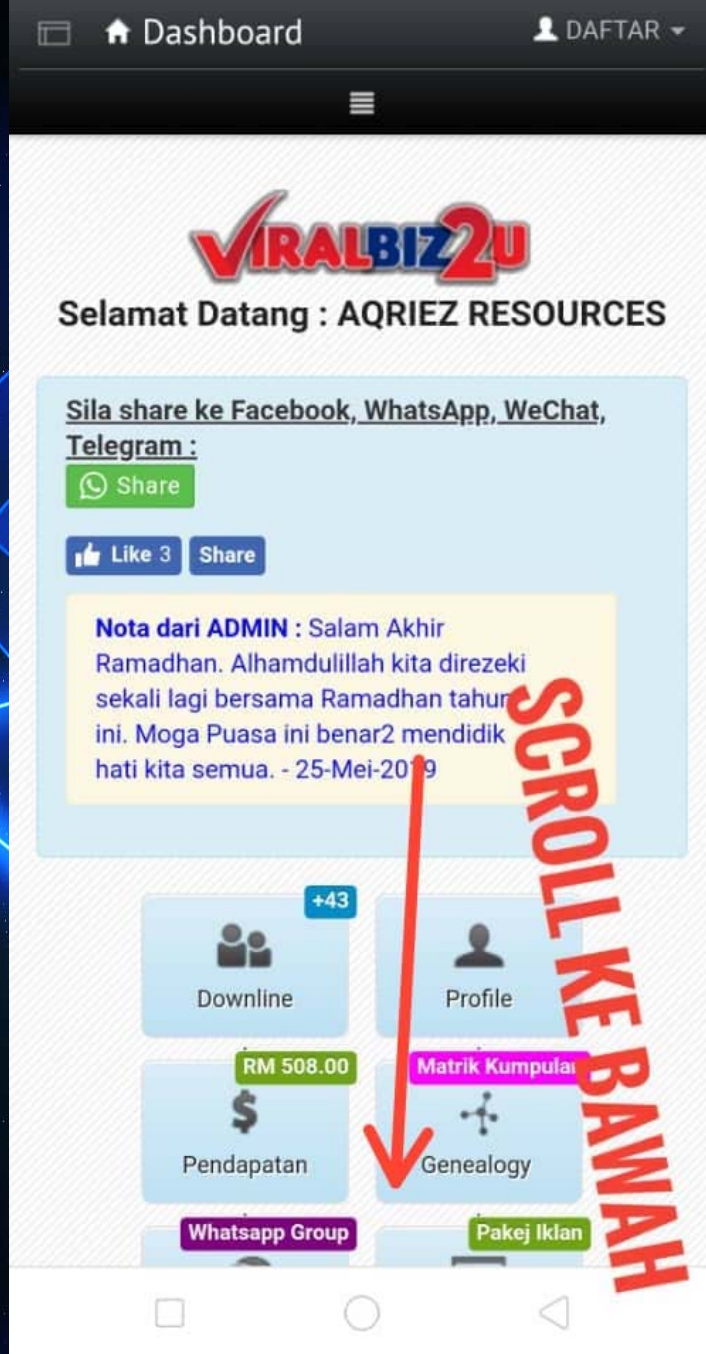 Dashboard
DAFTAR
VIRALBIZ2U
Selamat Datang : AQRIEZ RESOURCES
Sila share ke Facebook, WhatsApp, WeChat,
Telegram :
Share
Like 3 Share
Nota dari ADMIN : Salam Akhir
Ramadhan. Alhamdulillah kita direzeki
sekali lagi bersama Ramadhan tahun
ini. Moga Puasa ini benar2 mendidik
hati kita semua. - 25-Mei-2019
SCROLL KE BAWAH
+43
Downline
Profile
RM 508.00
Matrik Kumpulan
Pendapatan
Genealogy
Whatsapp Group
Pakej Iklan